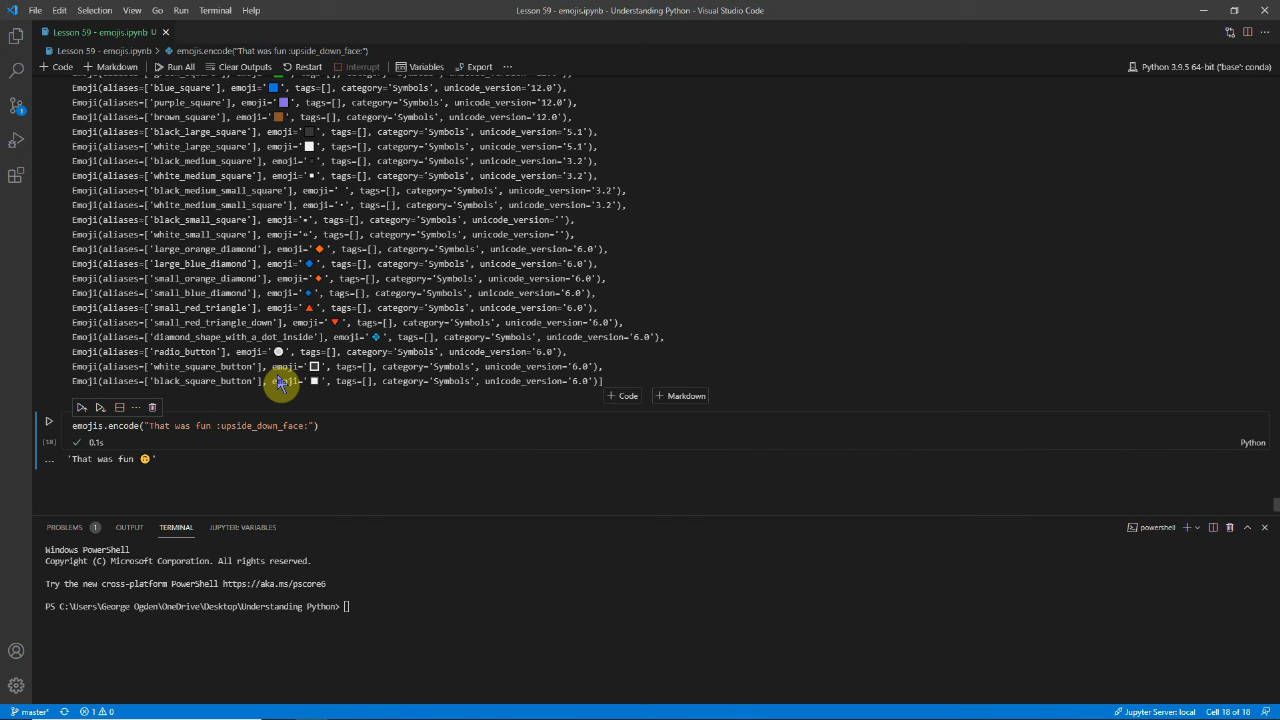 File Edit Selection View Go Run Terminal Help
Lesson 59 - emojis.ipynb - Understanding Python - Visual Studio Code
Lesson 59 - emojis.ipynb U
Lesson 59 - emojis.ipynb > emojis.encode("That was fun :upside_down_face:")
+ Code + Markdown Run All Clear Outputs Restart Interrupt Variables Export ...
Python 3.9.5 64-bit ('base': conda)
Emoji(aliases=['blue_square'], emoji='🟦', tags=[], category='Symbols', unicode_version='12.0'),
Emoji(aliases=['purple_square'], emoji='🟪', tags=[], category='Symbols', unicode_version='12.0'),
Emoji(aliases=['brown_square'], emoji='🟫', tags=[], category='Symbols', unicode_version='12.0'),
Emoji(aliases=['black_large_square'], emoji='⬛', tags=[], category='Symbols', unicode_version='5.1'),
Emoji(aliases=['white_large_square'], emoji='⬜', tags=[], category='Symbols', unicode_version='5.1'),
Emoji(aliases=['black_medium_square'], emoji='◼️', tags=[], category='Symbols', unicode_version='3.2'),
Emoji(aliases=['white_medium_square'], emoji='◻️', tags=[], category='Symbols', unicode_version='3.2'),
Emoji(aliases=['black_medium_small_square'], emoji='◾', tags=[], category='Symbols', unicode_version='3.2'),
Emoji(aliases=['white_medium_small_square'], emoji='◽', tags=[], category='Symbols', unicode_version='3.2'),
Emoji(aliases=['black_small_square'], emoji='▪️', tags=[], category='Symbols', unicode_version=''),
Emoji(aliases=['white_small_square'], emoji='▫️', tags=[], category='Symbols', unicode_version=''),
Emoji(aliases=['large_orange_diamond'], emoji='🔶', tags=[], category='Symbols', unicode_version='6.0'),
Emoji(aliases=['large_blue_diamond'], emoji='🔷', tags=[], category='Symbols', unicode_version='6.0'),
Emoji(aliases=['small_orange_diamond'], emoji='🔸', tags=[], category='Symbols', unicode_version='6.0'),
Emoji(aliases=['small_blue_diamond'], emoji='🔹', tags=[], category='Symbols', unicode_version='6.0'),
Emoji(aliases=['small_red_triangle'], emoji='🔺', tags=[], category='Symbols', unicode_version='6.0'),
Emoji(aliases=['small_red_triangle_down'], emoji='🔻', tags=[], category='Symbols', unicode_version='6.0'),
Emoji(aliases=['diamond_shape_with_a_dot_inside'], emoji='💠', tags=[], category='Symbols', unicode_version='6.0'),
Emoji(aliases=['radio_button'], emoji='🔘', tags=[], category='Symbols', unicode_version='6.0'),
Emoji(aliases=['white_square_button'], emoji='🔳', tags=[], category='Symbols', unicode_version='6.0'),
Emoji(aliases=['black_square_button'], emoji='🔲', tags=[], category='Symbols', unicode_version='6.0')]
+ Code + Markdown
emojis.encode("That was fun :upside_down_face:")
[18] ✓ 0.1s Python
... 'That was fun 🙃'
PROBLEMS 1 OUTPUT TERMINAL JUPYTER: VARIABLES
powershell
Windows PowerShell
Copyright (C) Microsoft Corporation. All rights reserved.
Try the new cross-platform PowerShell https://aka.ms/pscore6
PS C:\Users\George Ogden\OneDrive\Desktop\Understanding Python>
master* 1 0 Jupyter Server: local Cell 18 of 18